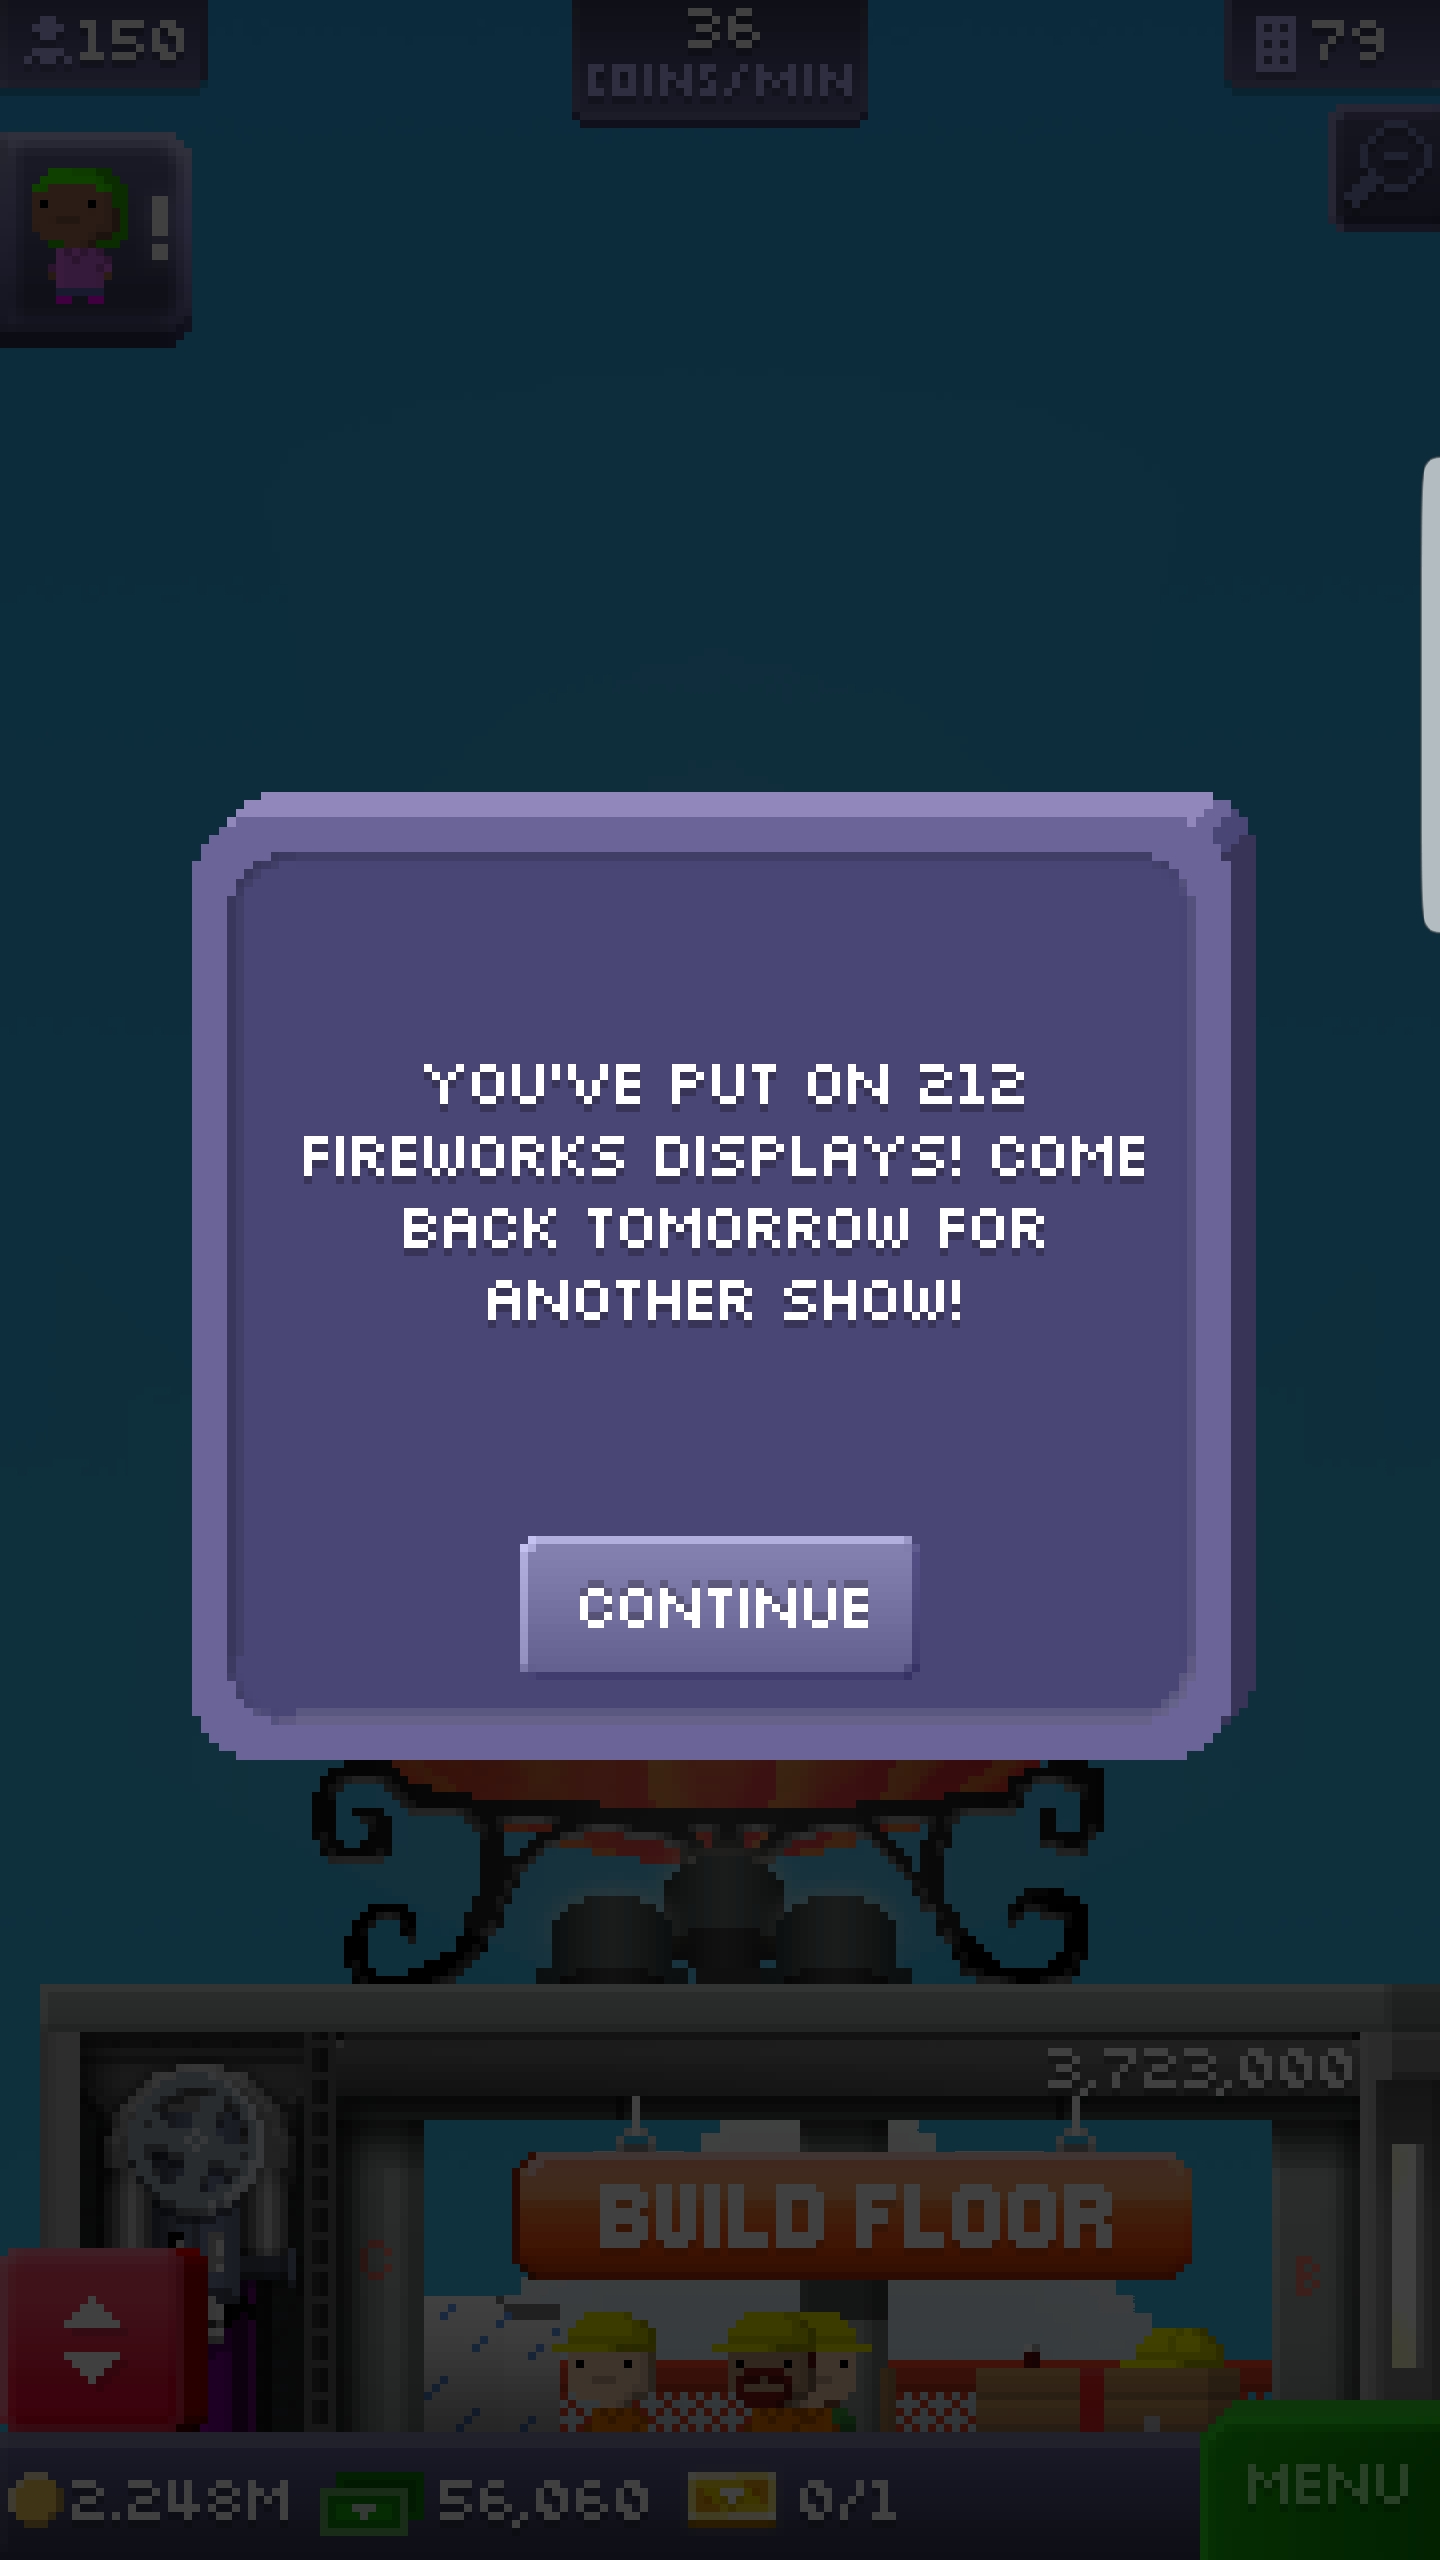 150
36
COINS/MIN
79
!
YOU'VE PUT ON 212
FIREWORKS DISPLAYS! COME
BACK TOMORROW FOR
ANOTHER SHOW!
CONTINUE
3,723,000
BUILD FLOOR
C
B
2.248M
56,060
0/1
MENU